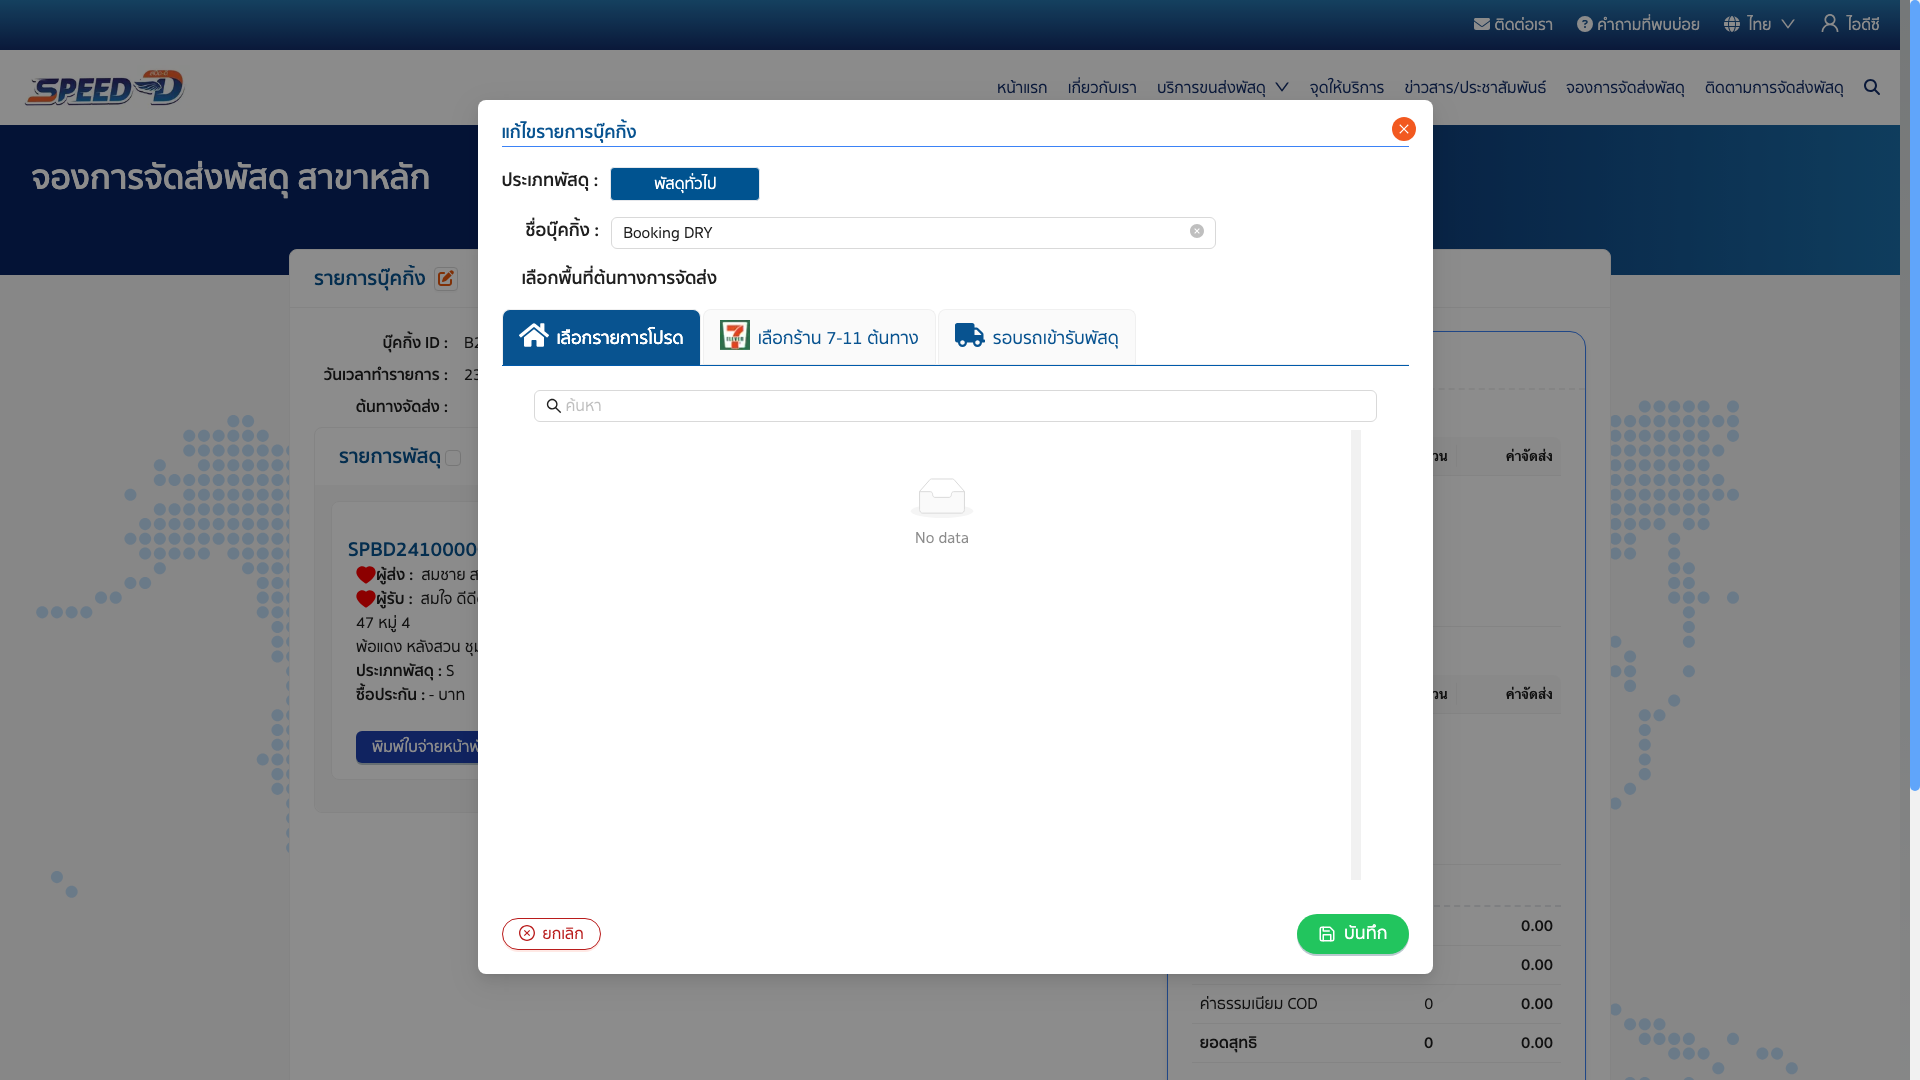 ติดต่อเรา
คำถามที่พบบ่อย
ไทย
ไอดีซี
SPEED D
หน้าแรก
เกี่ยวกับเรา
บริการขนส่งพัสดุ
จุดให้บริการ
ข่าวสาร/ประชาสัมพันธ์
จองการจัดส่งพัสดุ
ติดตามการจัดส่งพัสดุ
จองการจัดส่งพัสดุ สาขาหลัก
แก้ไขรายการบุ๊คกิ้ง
ประเภทพัสดุ :
พัสดุทั่วไป
ชื่อบุ๊คกิ้ง :
Booking DRY
เลือกพื้นที่ต้นทางการจัดส่ง
เลือกรายการโปรด
เลือกร้าน 7-11 ต้นทาง
รอบรถเข้ารับพัสดุ
ค้นหา
No data
ยกเลิก
บันทึก
รายการบุ๊คกิ้ง
บุ๊คกิ้ง ID :
วันเวลาทำรายการ : 23
ต้นทางจัดส่ง :
รายการพัสดุ
SPBD2410000
ผู้ส่ง : สมชาย
ผู้รับ : สมใจ
47 หมู่ 4
พ้อแดง หลังสวน
ประเภทพัสดุ : S
ซื้อประกัน : - บาท
พิมพ์ใบจ่ายหน้า
ค่าจัดส่ง
ค่าจัดส่ง
0.00
0.00
ค่าธรรมเนียม COD 0 0.00
ยอดสุทธิ 0 0.00